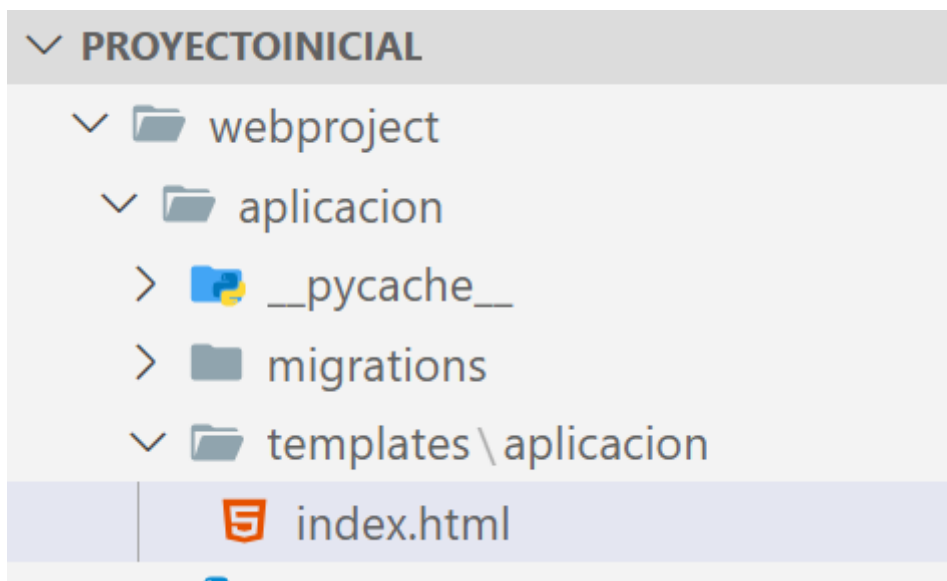 PROYECTOINICIAL
webproject
aplicacion
__pycache__
migrations
templates\aplicacion
index.html